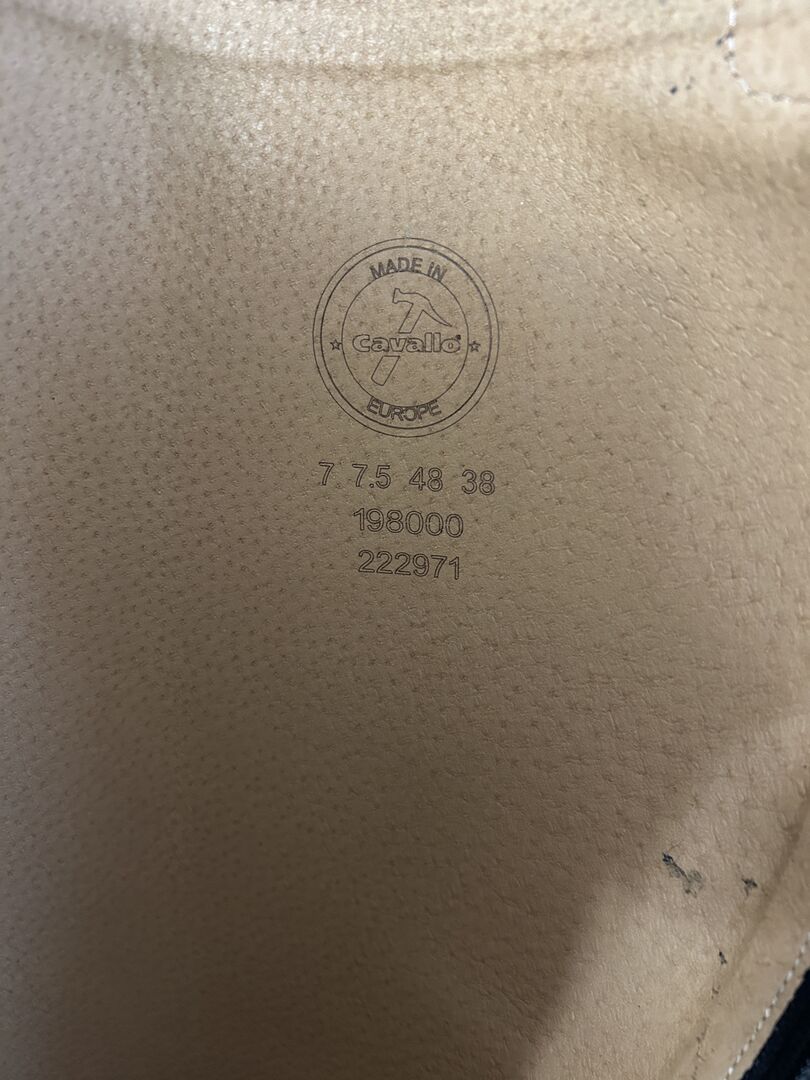 MADE IN
Cavallo®
EUROPE
7 7.5 48 38
198000
222971